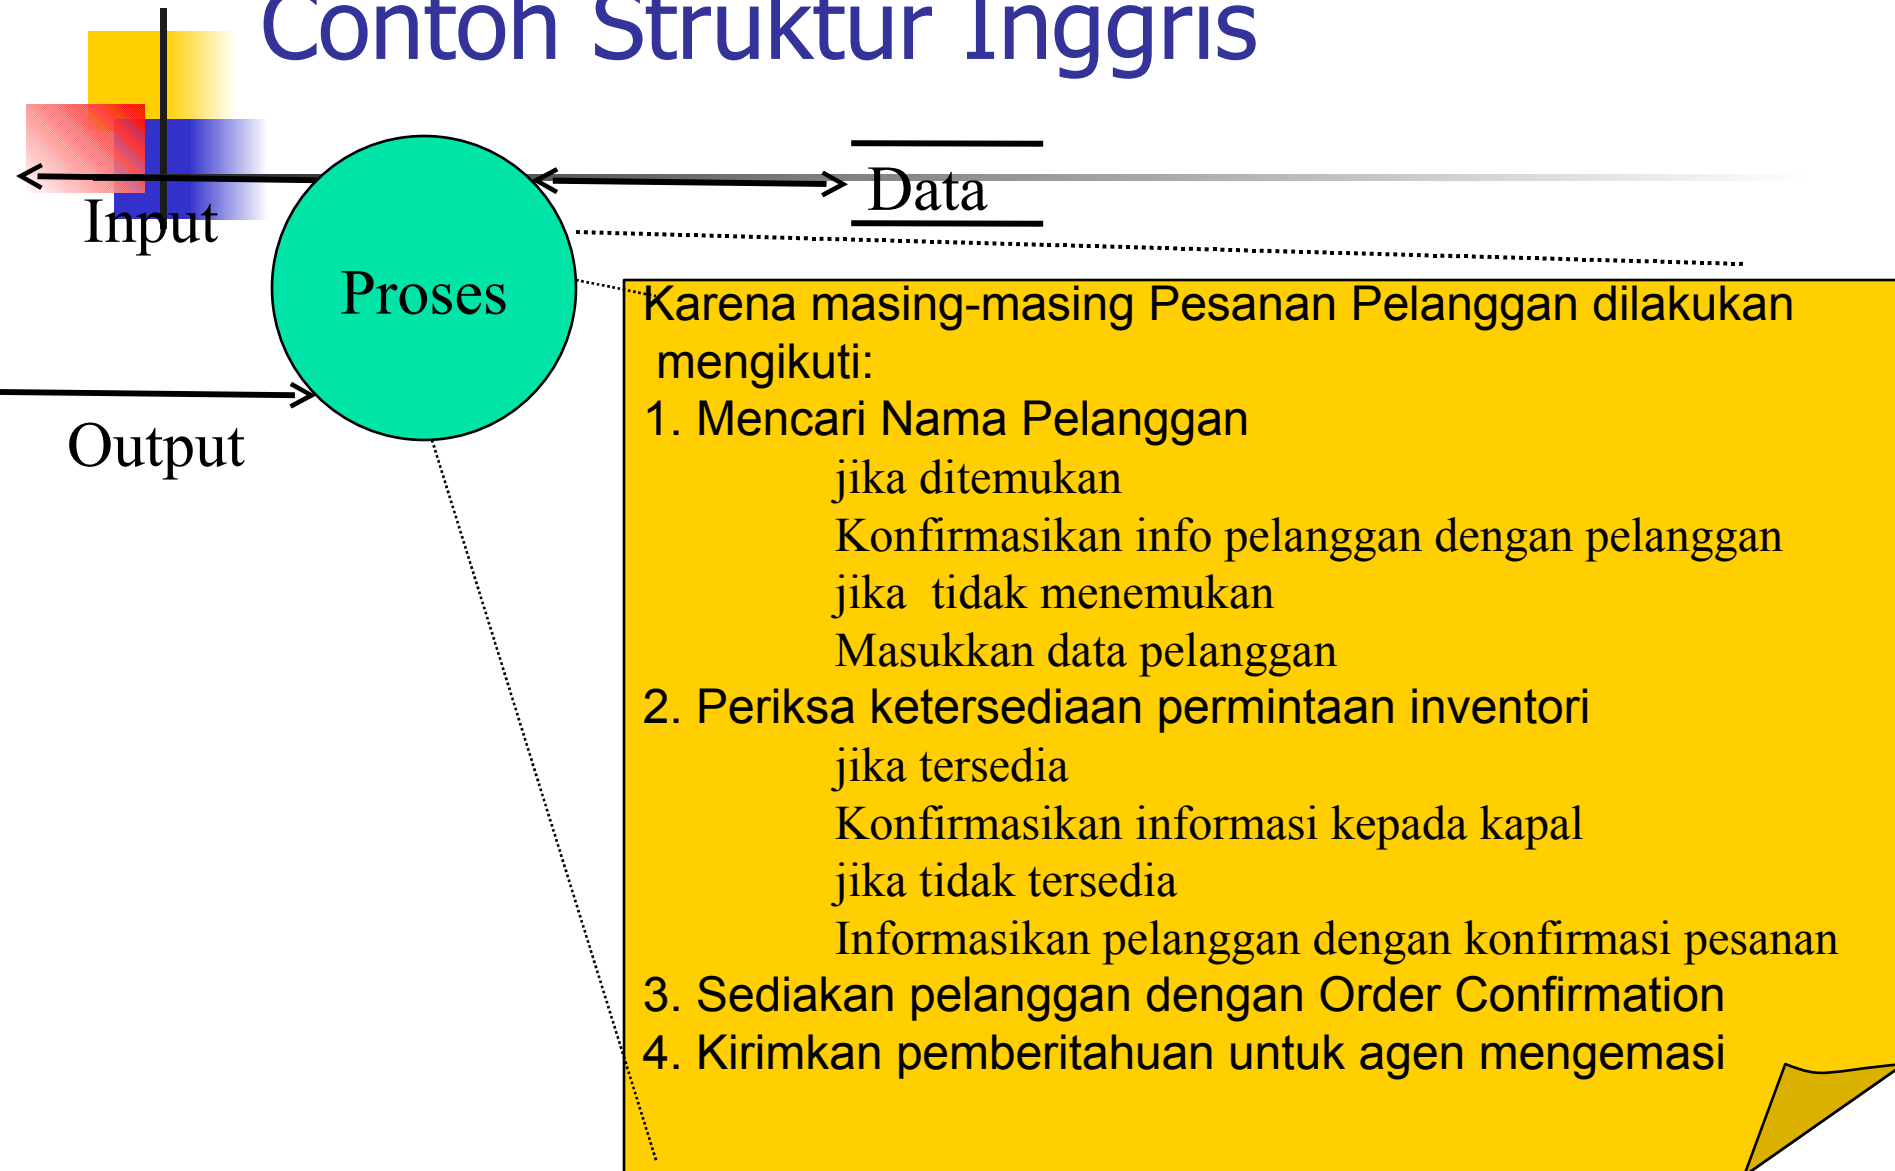 Contoh Struktur Inggris
Data
Input
Proses
Output
Karena masing-masing Pesanan Pelanggan dilakukan
mengikuti:
1. Mencari Nama Pelanggan
jika ditemukan
Konfirmasikan info pelanggan dengan pelanggan
jika tidak menemukan
Masukkan data pelanggan
2. Periksa ketersediaan permintaan inventori
jika tersedia
Konfirmasikan informasi kepada kapal
jika tidak tersedia
Informasikan pelanggan dengan konfirmasi pesanan
3. Sediakan pelanggan dengan Order Confirmation
4. Kirimkan pemberitahuan untuk agen mengemasi